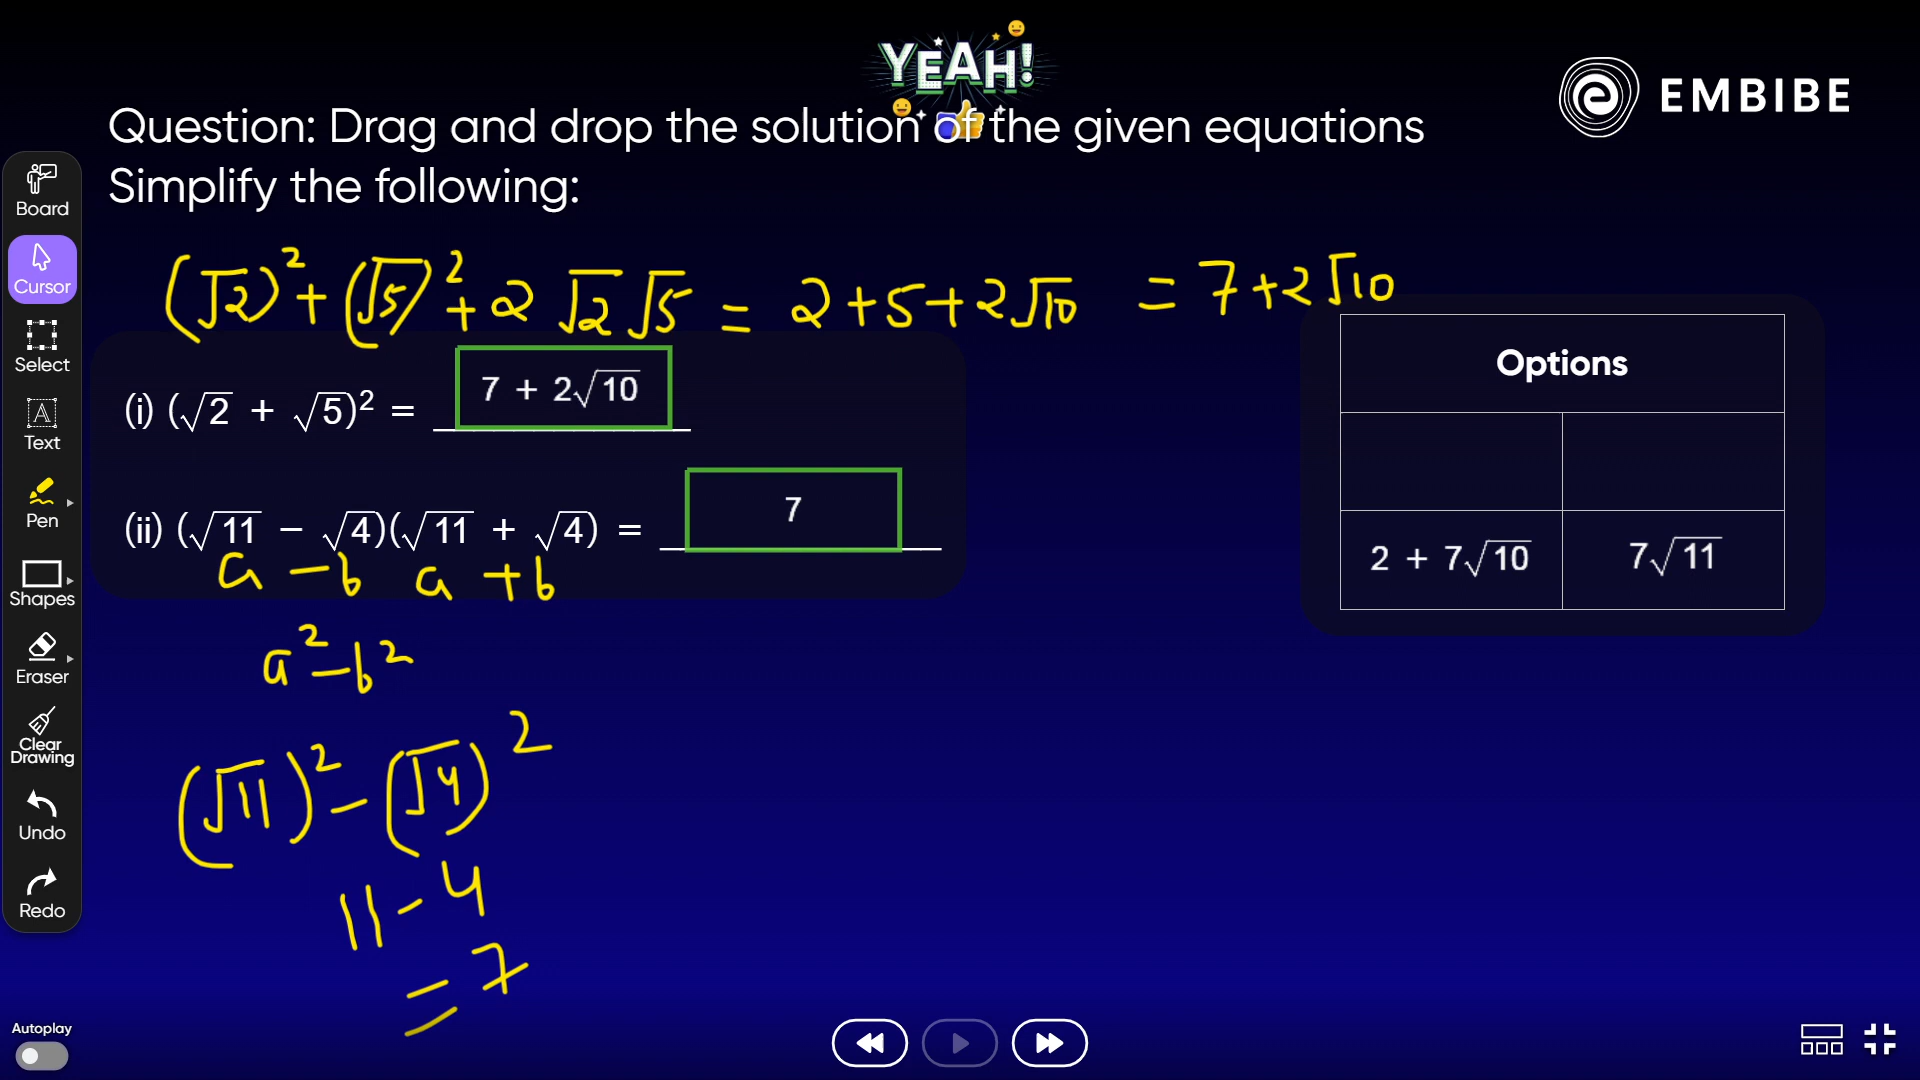 YEAH!
EMBIBE
Question: Drag and drop the solution of the given equations
Simplify the following:
(√2)² + (√5)² + 2 √2 √5 = 2 + 5 + 2√10 = 7 + 2√10
(i) (√2 + √5)² = 7 + 2√10
(ii) (√11 − √4)(√11 + √4) = 7
a − b a + b
a² − b²
(√11)² − (√4)²
11 − 4
= 7
Options
2 + 7√10 7√11
Board
Cursor
Select
Text
Pen
Shapes
Eraser
Clear
Drawing
Undo
Redo
Autoplay